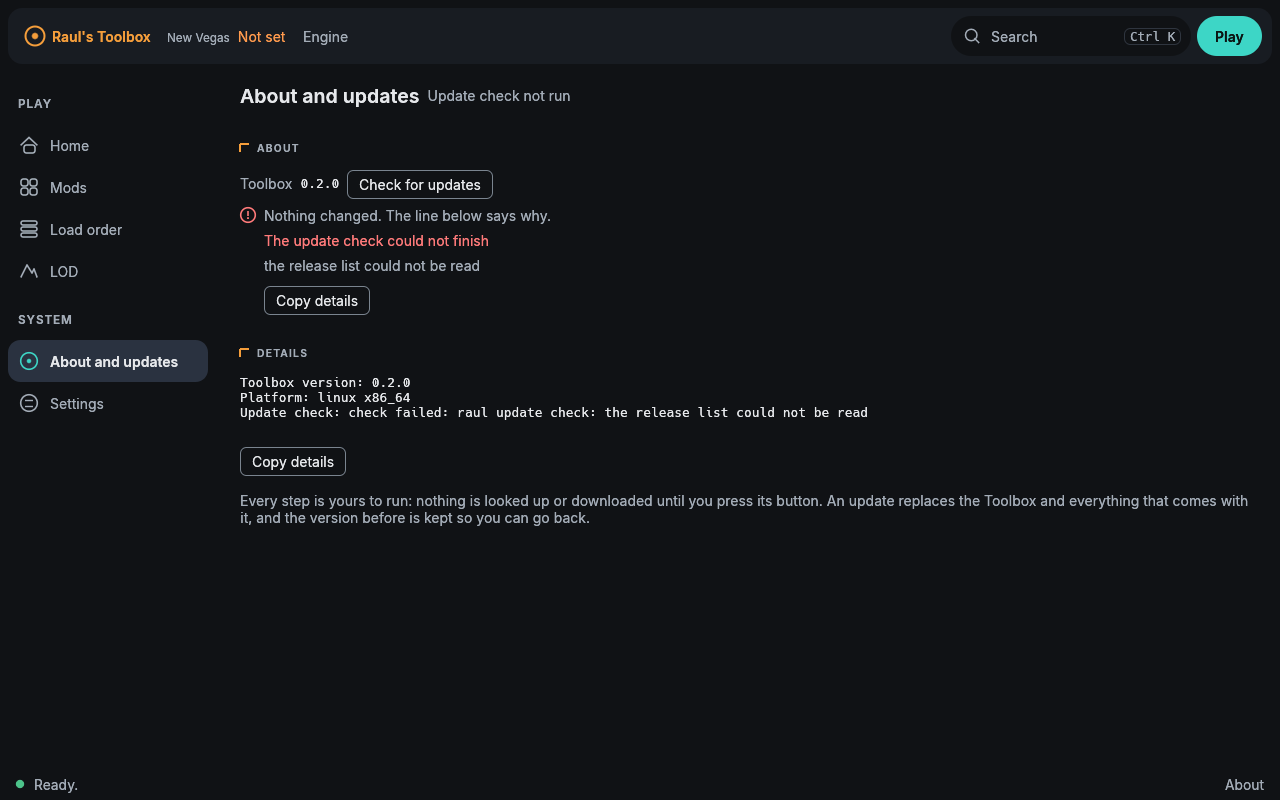 Raul's Toolbox New Vegas Not set Engine Search Ctrl K Play
PLAY
Home
Mods
Load order
LOD
SYSTEM
About and updates
Settings
About and updates Update check not run
ABOUT
Toolbox 0.2.0 Check for updates
Nothing changed. The line below says why.
The update check could not finish
the release list could not be read
Copy details
DETAILS
Toolbox version: 0.2.0
Platform: linux x86_64
Update check: check failed: raul update check: the release list could not be read
Copy details
Every step is yours to run: nothing is looked up or downloaded until you press its button. An update replaces the Toolbox and everything that comes with
it, and the version before is kept so you can go back.
Ready. About